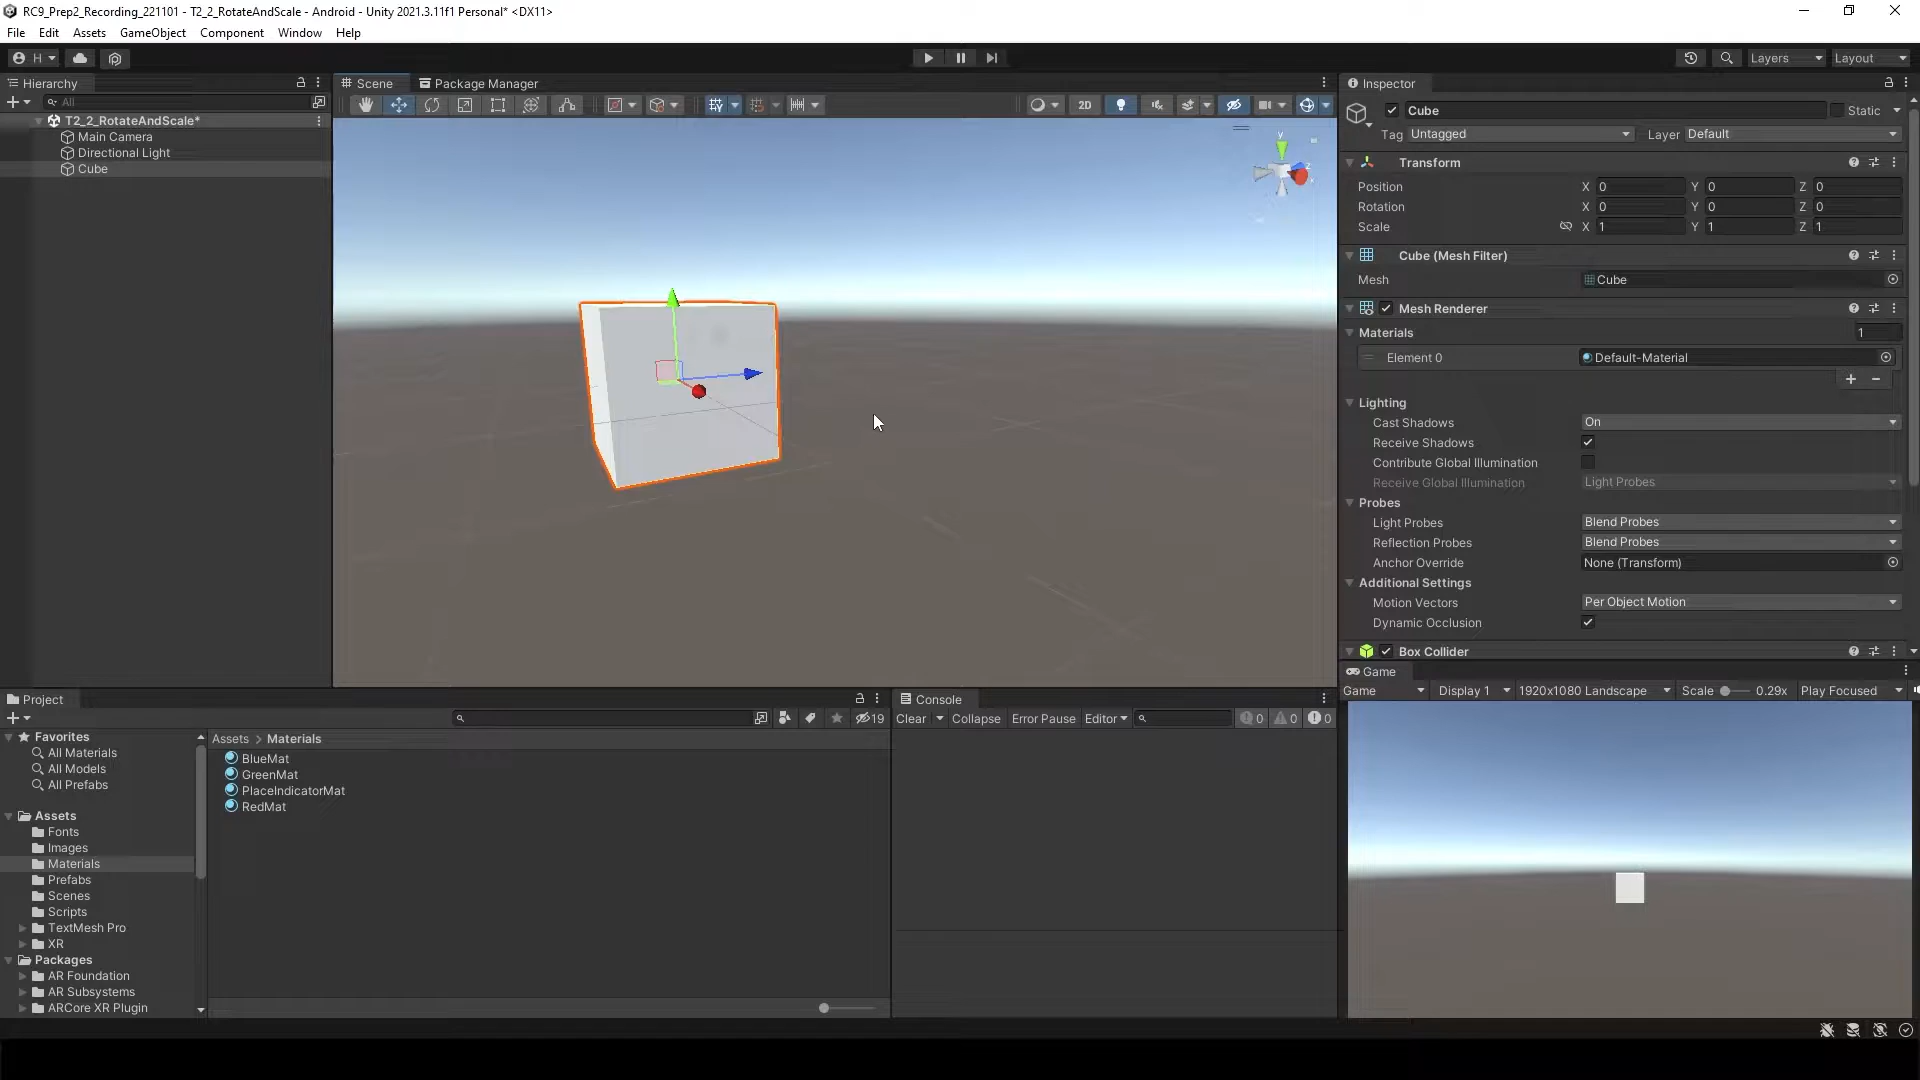 RC9_Prep2_Recording_221101 - T2_2_RotateAndScale - Android - Unity 2021.3.11f1 Personal* <DX11>
File Edit Assets GameObject Component Window Help
H Layers Layout
Hierarchy
All
T2_2_RotateAndScale*
Main Camera
Directional Light
Cube
Scene Package Manager
2D
y
z
x
Inspector
Cube Static
Tag Untagged Layer Default
Transform
Position X 0 Y 0 Z 0
Rotation X 0 Y 0 Z 0
Scale X 1 Y 1 Z 1
Cube (Mesh Filter)
Mesh Cube
Mesh Renderer
Materials 1
Element 0 Default-Material
Lighting
Cast Shadows On
Receive Shadows
Contribute Global Illumination
Receive Global Illumination Light Probes
Probes
Light Probes Blend Probes
Reflection Probes Blend Probes
Anchor Override None (Transform)
Additional Settings
Motion Vectors Per Object Motion
Dynamic Occlusion
Box Collider
Project
19
Favorites
All Materials
All Models
All Prefabs
Assets
Fonts
Images
Materials
Prefabs
Scenes
Scripts
TextMesh Pro
XR
Packages
AR Foundation
AR Subsystems
ARCore XR Plugin
Assets > Materials
BlueMat
GreenMat
PlaceIndicatorMat
RedMat
Console
Clear Collapse Error Pause Editor 0 0 0
Game
Game Display 1 1920x1080 Landscape Scale 0.29x Play Focused